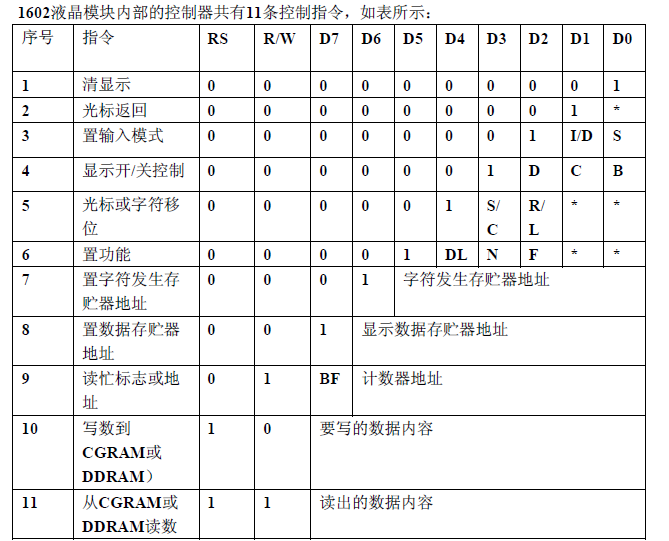 1602液晶模块内部的控制器共有11条控制指令，如表所示：
序号 指令 RS R/W D7 D6 D5 D4 D3 D2 D1 D0
1 清显示 0 0 0 0 0 0 0 0 0 1
2 光标返回 0 0 0 0 0 0 0 0 1 *
3 置输入模式 0 0 0 0 0 0 0 1 I/D S
4 显示开/关控制 0 0 0 0 0 0 1 D C B
5 光标或字符移 0 0 0 0 0 1 S/ R/ * *
位 C L
6 置功能 0 0 0 0 1 DL N F * *
7 置字符发生存 0 0 0 1 字符发生存贮器地址
贮器地址
8 置数据存贮器 0 0 1 显示数据存贮器地址
地址
9 读忙标志或地 0 1 BF 计数器地址
址
10 写数到 1 0 要写的数据内容
CGRAM或
DDRAM）
11 从CGRAM或 1 1 读出的数据内容
DDRAM读数